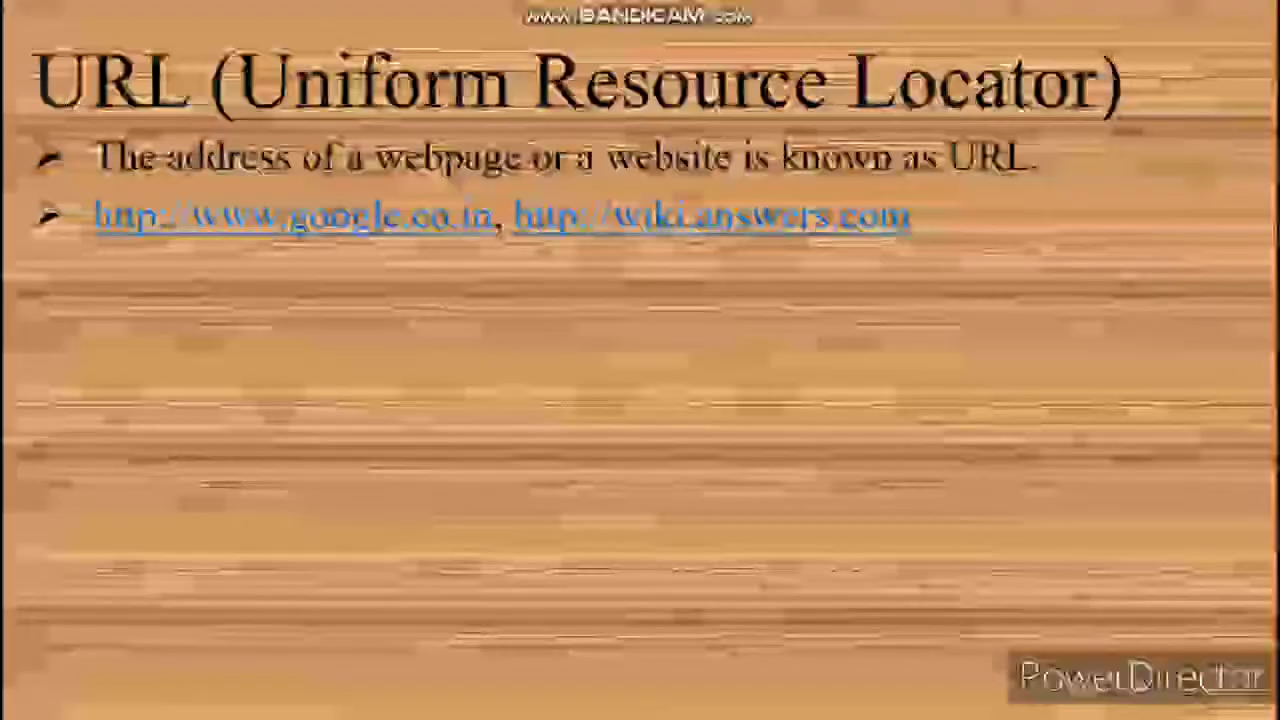 www.BANDICAM.com
URL (Uniform Resource Locator)
The address of a webpage or a website is known as URL.
http://www.google.co.in, http://wiki.answers.com
PowerDirector